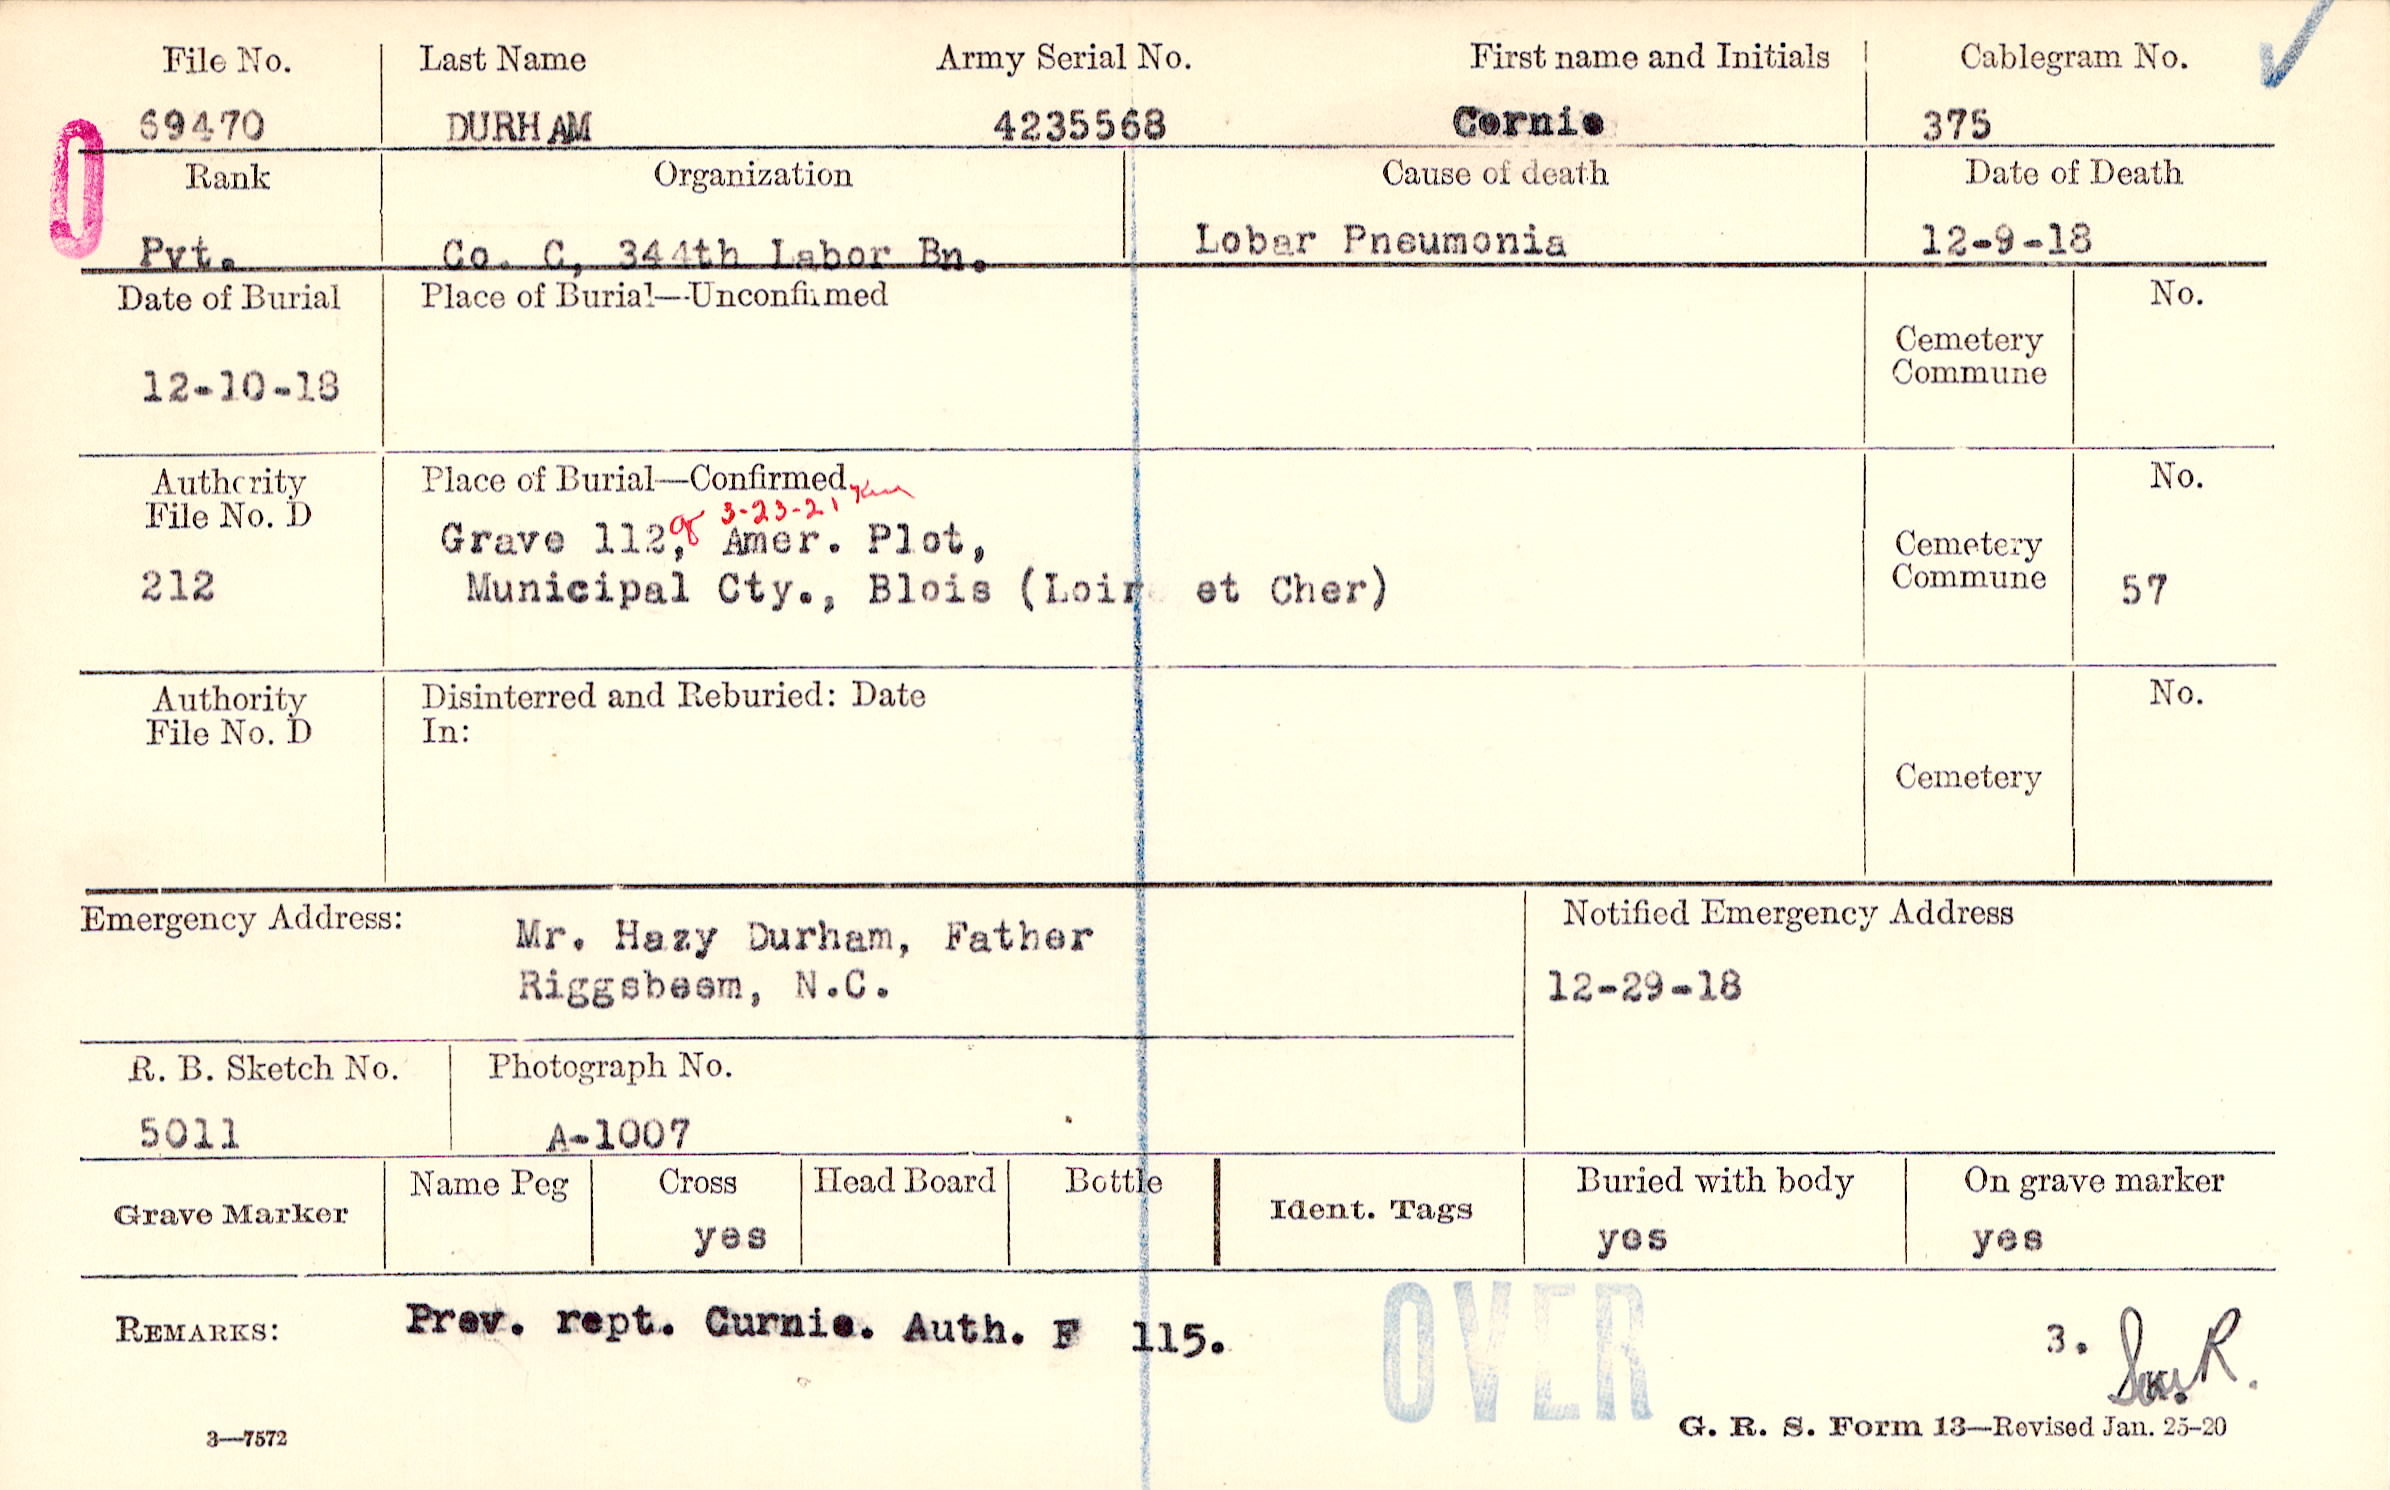 File No. Last Name Army Serial No. First name and Initials Cablegram No.
69470 DURHAM 4235568 Cornie 375
Rank Organization Cause of death Date of Death
Pvt. Co. C, 344th Labor Bn. Lobar Pneumonia 12-9-18
Date of Burial Place of Burial—Unconfirmed No.
Cemetery
Commune
12-10-18
Authority Place of Burial—Confirmed No.
File No. D 3-23-21
Grave 112, Amer. Plot, Cemetery
212 Municipal Cty., Blois (Loir et Cher) Commune 57
Authority Disinterred and Reburied: Date No.
File No. D In:
Cemetery
Emergency Address: Mr. Hazy Durham, Father Notified Emergency Address
Riggsbeem, N.C. 12-29-18
R. B. Sketch No. Photograph No.
5011 A-1007
Grave Marker Name Peg Cross Head Board Bottle Ident. Tags Buried with body On grave marker
yes yes yes
REMARKS: Prev. rept. Curnie. Auth. F 115. 3.
OVER
3—7572 G. R. S. Form 13—Revised Jan. 25-20